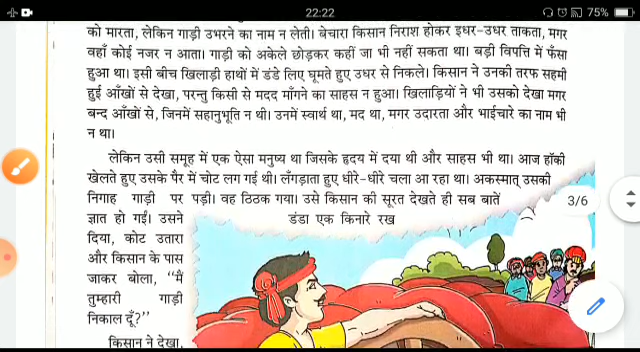 22:22
75%
को मारता, लेकिन गाड़ी उभरने का नाम न लेती। बेचारा किसान निराश होकर इधर-उधर ताकता, मगर
वहाँ कोई नजर न आता। गाड़ी को अकेले छोड़कर कहीं जा भी नहीं सकता था। बड़ी विपत्ति में फँसा
हुआ था। इसी बीच खिलाड़ी हाथों में डंडे लिए घूमते हुए उधर से निकले। किसान ने उनकी तरफ सहमी
हुई आँखों से देखा, परन्तु किसी से मदद माँगने का साहस न हुआ। खिलाड़ियों ने भी उसको देखा मगर
बन्द आँखों से, जिनमें सहानुभूति न थी। उनमें स्वार्थ था, मद था, मगर उदारता और भाईचारे का नाम भी
न था।
लेकिन उसी समूह में एक ऐसा मनुष्य था जिसके हृदय में दया थी और साहस भी था। आज हॉकी
खेलते हुए उसके पैर में चोट लग गई थी। लँगड़ाता हुए धीरे-धीरे चला आ रहा था। अकस्मात् उसकी
निगाह गाड़ी पर पड़ी। वह ठिठक गया। उसे किसान की सूरत देखते ही सब बातें
3/6
ज्ञात हो गईं। उसने डंडा एक किनारे रख
दिया, कोट उतारा
और किसान के पास
जाकर बोला, “मैं
तुम्हारी गाड़ी
निकाल दूँ?”
किसान ने देखा,